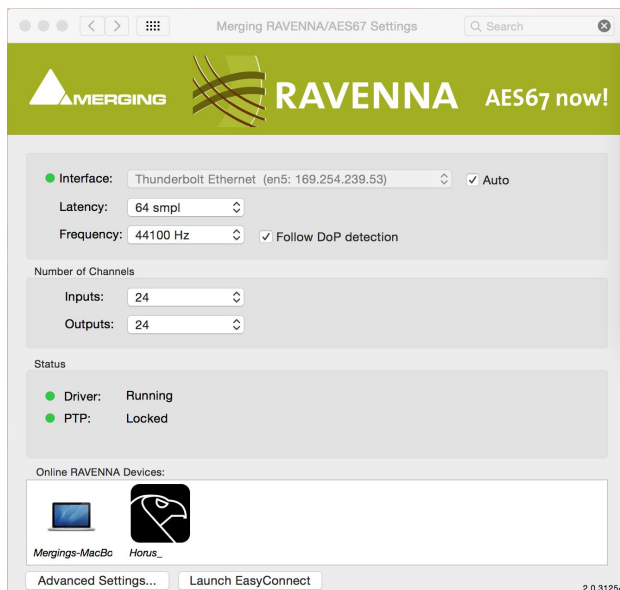 Merging RAVENNA/AES67 Settings
Search
MERGING
RAVENNA
AES67 now!
Interface: Thunderbolt Ethernet (en5: 169.254.239.53) Auto
Latency: 64 smpl
Frequency: 44100 Hz Follow DoP detection
Number of Channels
Inputs: 24
Outputs: 24
Status
Driver: Running
PTP: Locked
Online RAVENNA Devices:
Mergings-MacBo Horus_
Advanced Settings... Launch EasyConnect